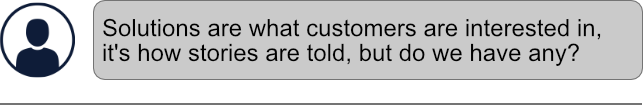 Solutions are what customers are interested in,
it's how stories are told, but do we have any?